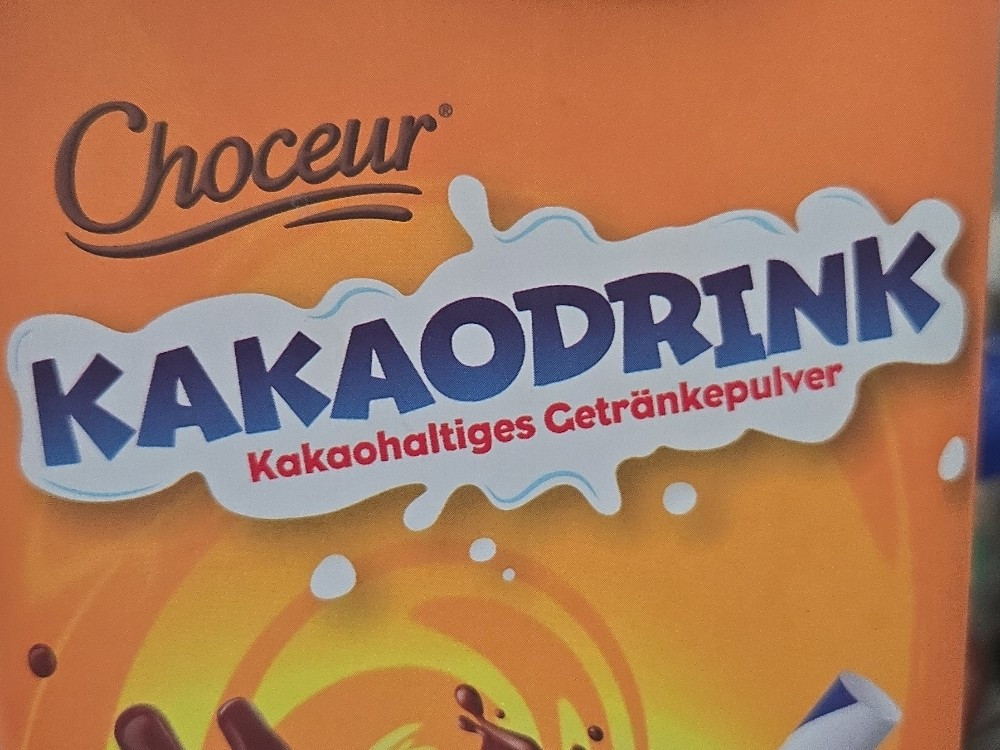 Choceur®
KAKAODRINK
Kakaohaltiges Getränkepulver